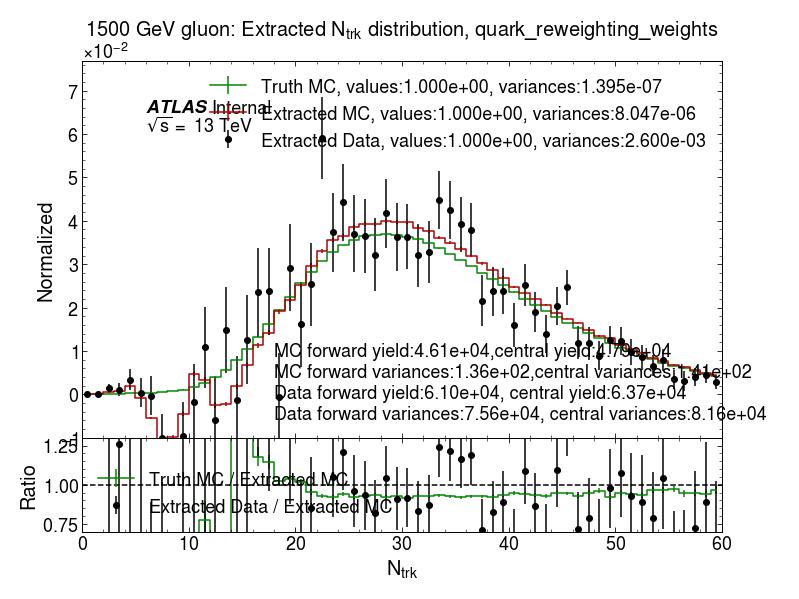 1500 GeV gluon: Extracted N_trk distribution, quark_reweighting_weights
×10⁻²
Truth MC, values:1.000e+00, variances:1.395e-07
ATLAS Internal
Extracted MC, values:1.000e+00, variances:8.047e-06
√s = 13 TeV
Extracted Data, values:1.000e+00, variances:2.600e-03
7
6
5
4
3
2
1
0
−1
Normalized
MC forward yield:4.61e+04,central yield:4.79e+04
MC forward variances:1.36e+02,central variances:1.41e+02
Data forward yield:6.10e+04, central yield:6.37e+04
Data forward variances:7.56e+04, central variances:8.16e+04
1.25
1.00
0.75
Ratio
Truth MC / Extracted MC
Extracted Data / Extracted MC
0 10 20 30 40 50 60
N_trk